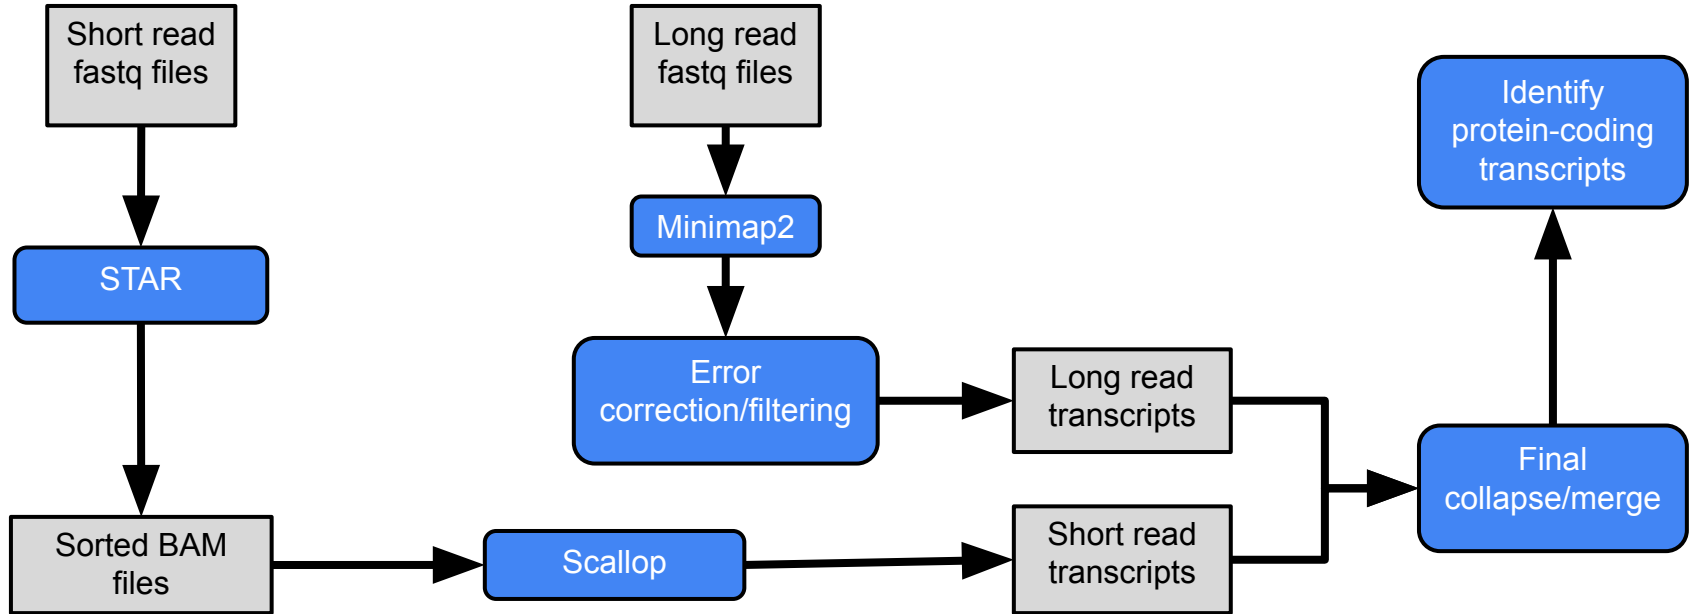 Short read
fastq files
Long read
fastq files
Identify
protein-coding
transcripts
Minimap2
STAR
Error
correction/filtering
Long read
transcripts
Final
collapse/merge
Sorted BAM
files
Scallop
Short read
transcripts